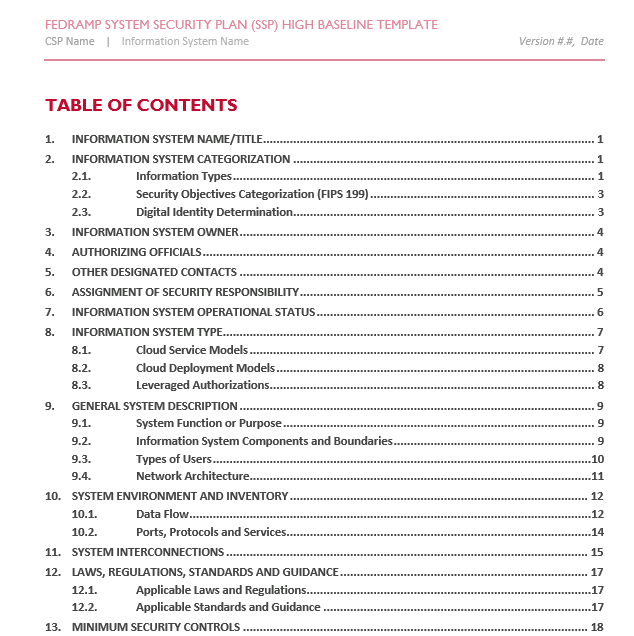 FEDRAMP SYSTEM SECURITY PLAN (SSP) HIGH BASELINE TEMPLATE
CSP Name | Information System Name Version #.#, Date
TABLE OF CONTENTS
1. INFORMATION SYSTEM NAME/TITLE 1
2. INFORMATION SYSTEM CATEGORIZATION 1
2.1. Information Types 1
2.2. Security Objectives Categorization (FIPS 199) 3
2.3. Digital Identity Determination 3
3. INFORMATION SYSTEM OWNER 4
4. AUTHORIZING OFFICIALS 4
5. OTHER DESIGNATED CONTACTS 4
6. ASSIGNMENT OF SECURITY RESPONSIBILITY 5
7. INFORMATION SYSTEM OPERATIONAL STATUS 6
8. INFORMATION SYSTEM TYPE 7
8.1. Cloud Service Models 7
8.2. Cloud Deployment Models 8
8.3. Leveraged Authorizations 8
9. GENERAL SYSTEM DESCRIPTION 9
9.1. System Function or Purpose 9
9.2. Information System Components and Boundaries 9
9.3. Types of Users 10
9.4. Network Architecture 11
10. SYSTEM ENVIRONMENT AND INVENTORY 12
10.1. Data Flow 12
10.2. Ports, Protocols and Services 14
11. SYSTEM INTERCONNECTIONS 15
12. LAWS, REGULATIONS, STANDARDS AND GUIDANCE 17
12.1. Applicable Laws and Regulations 17
12.2. Applicable Standards and Guidance 17
13. MINIMUM SECURITY CONTROLS 18